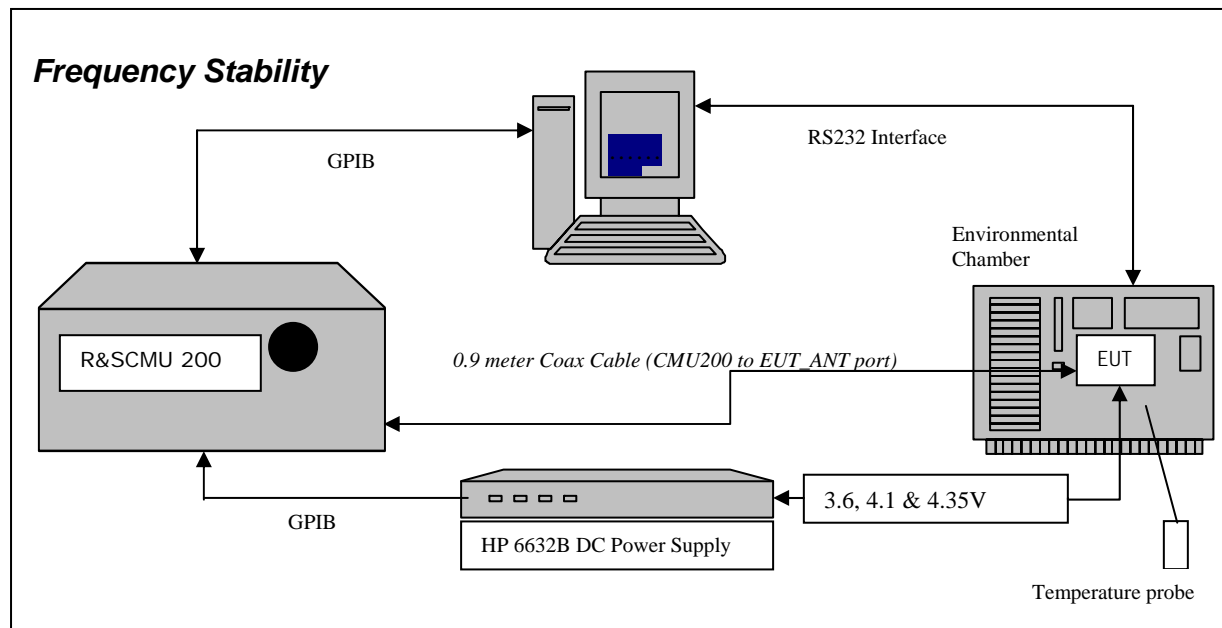 Frequency Stability
GPIB
RS232 Interface
Environmental
Chamber
R&SCMU 200
0.9 meter Coax Cable (CMU200 to EUT_ANT port)
EUT
GPIB
3.6, 4.1 & 4.35V
HP 6632B DC Power Supply
Temperature probe